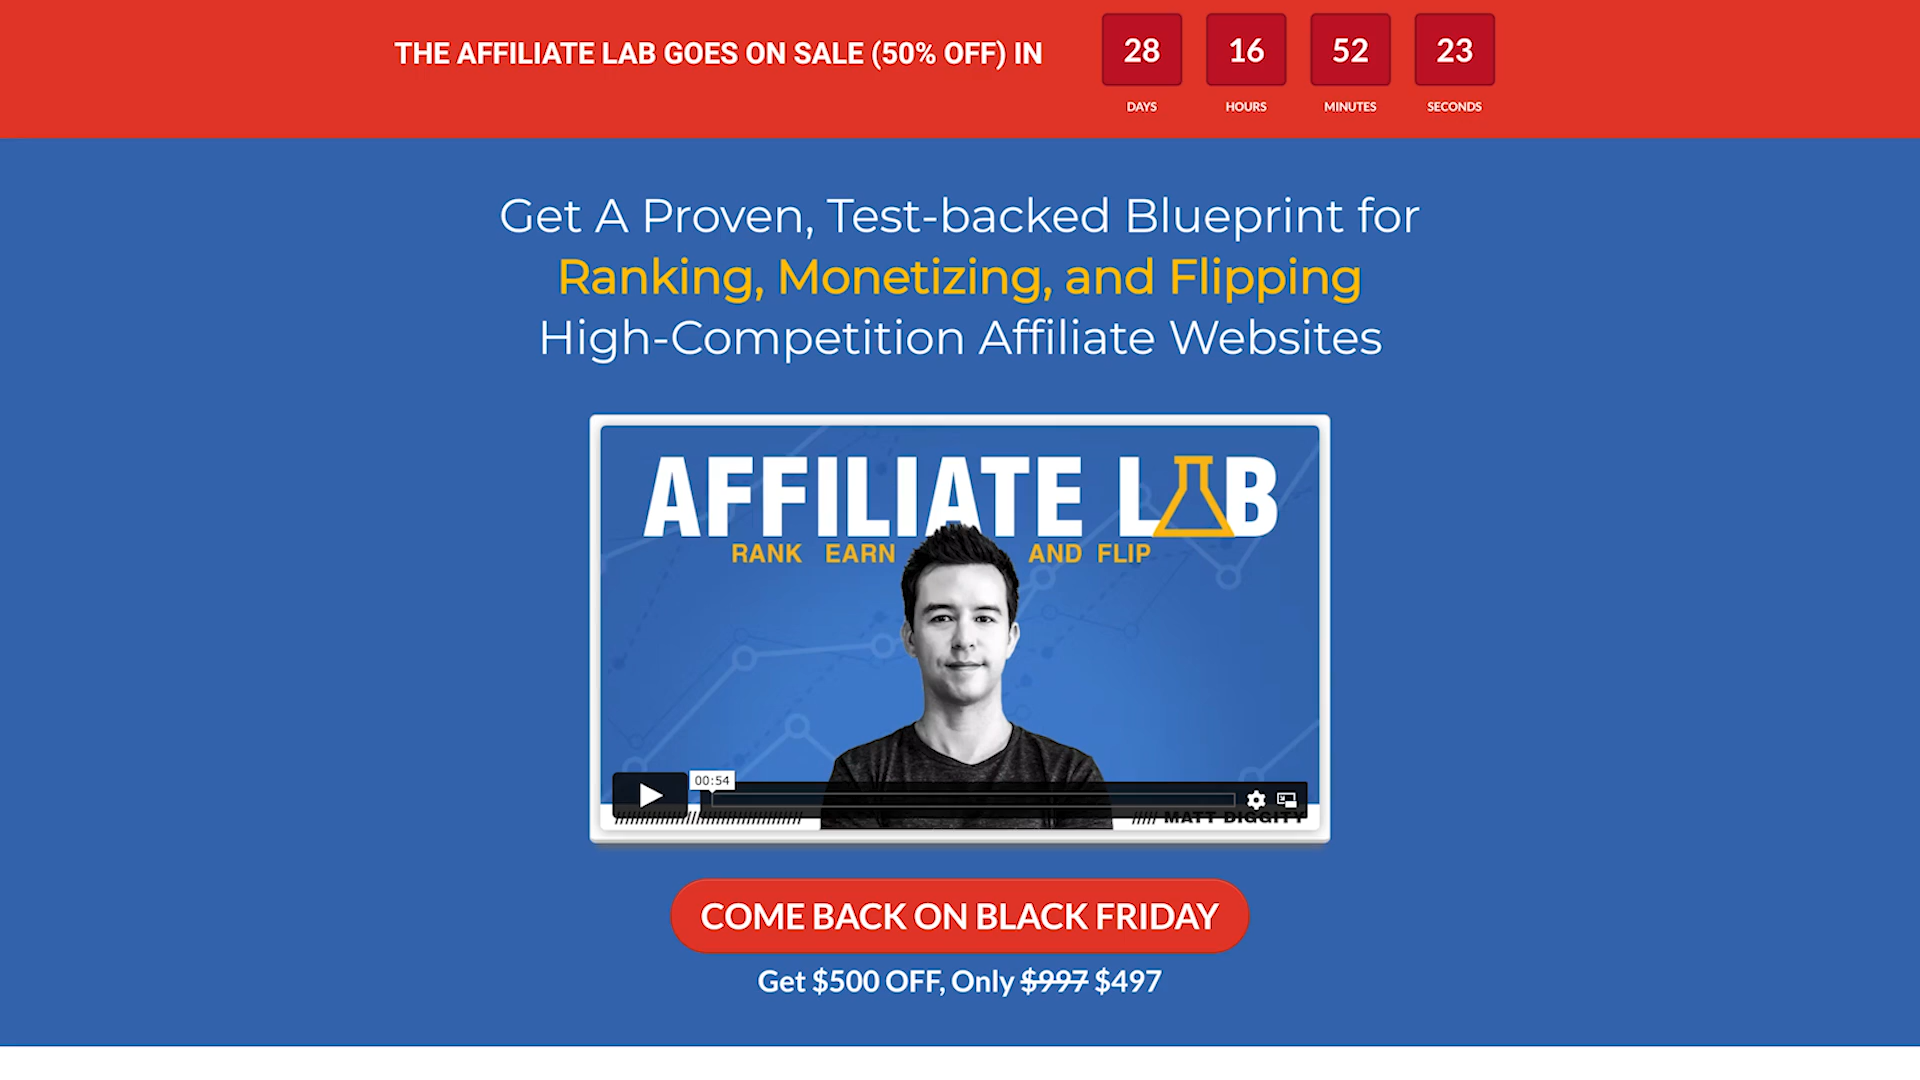 THE AFFILIATE LAB GOES ON SALE (50% OFF) IN
28 16 52 23
DAYS HOURS MINUTES SECONDS
Get A Proven, Test-backed Blueprint for
Ranking, Monetizing, and Flipping
High-Competition Affiliate Websites
AFFILIATE LAB
RANK EARN AND FLIP
00:54
MATT DIGGITY
COME BACK ON BLACK FRIDAY
Get $500 OFF, Only $997 $497